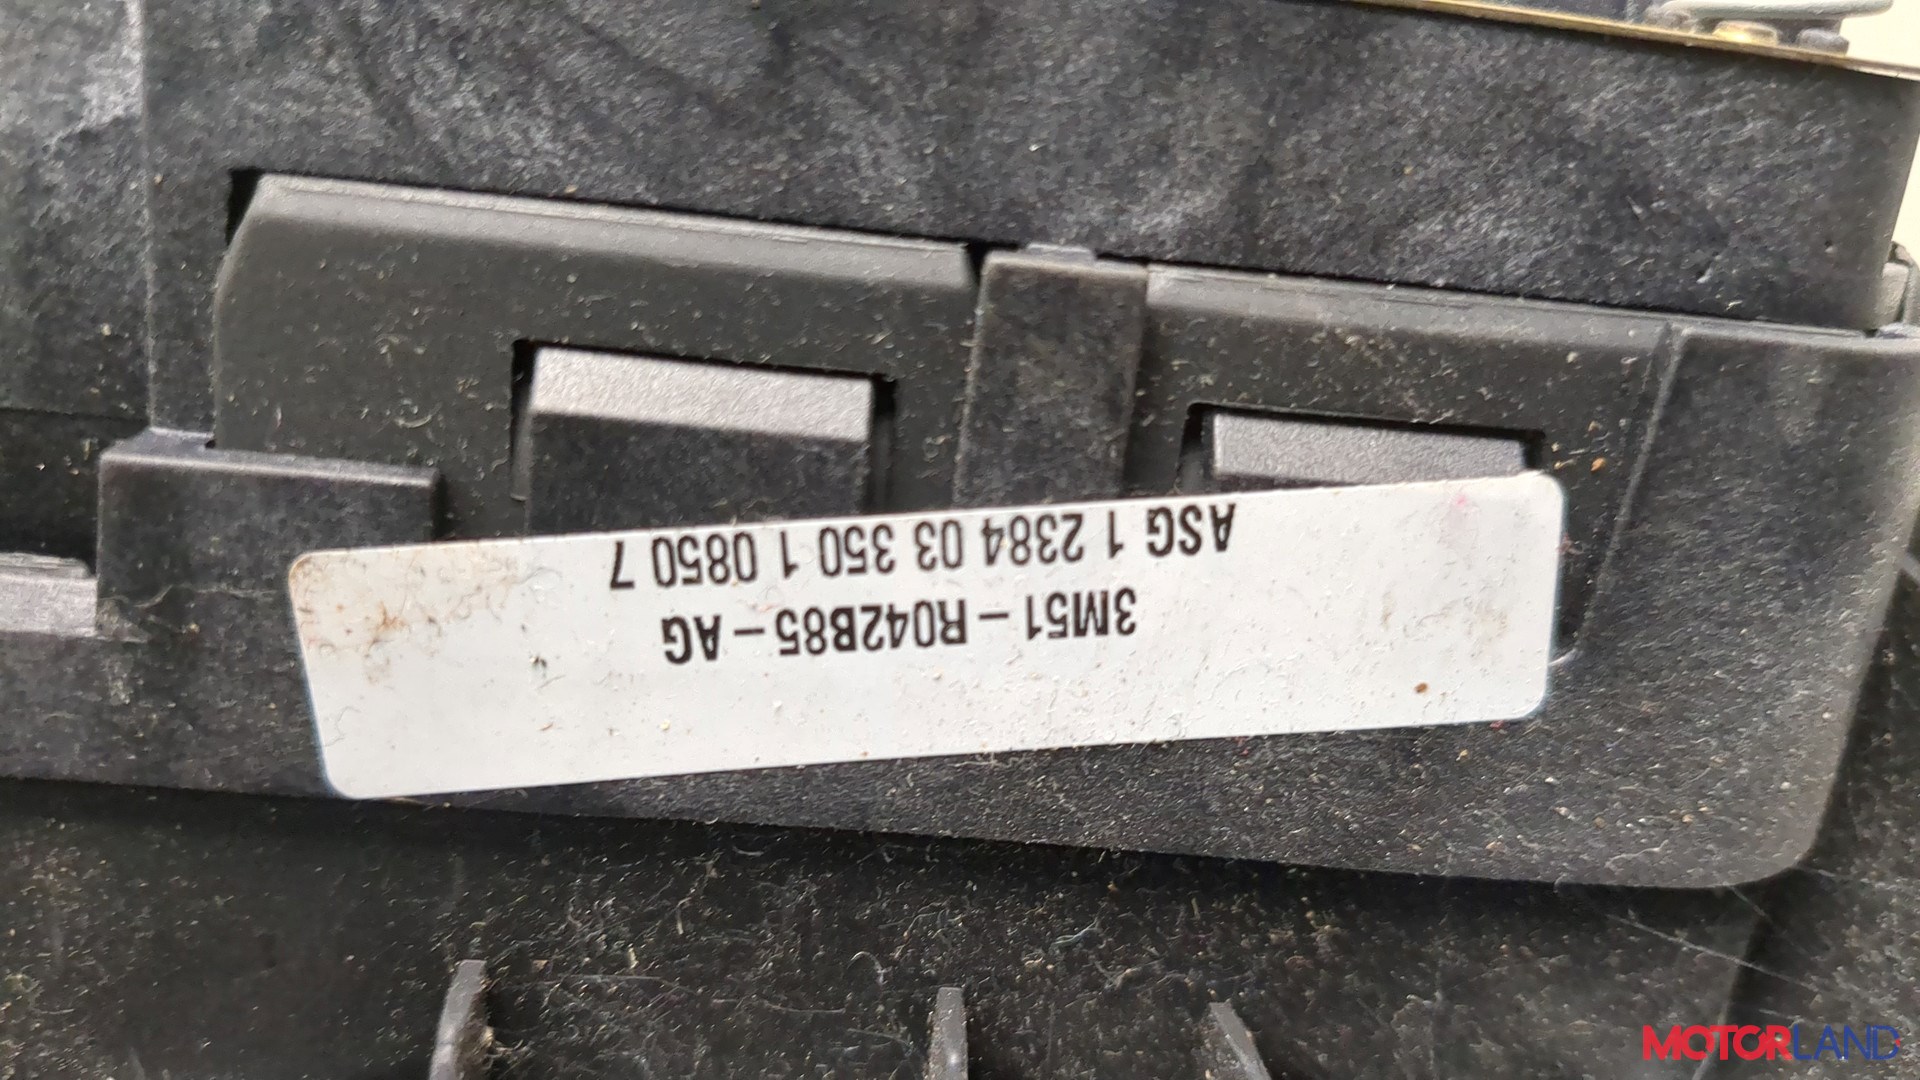 3M51 – R042B85 – AG
ASG 1 2384 03 350 1 0850 7
MOTORLAND